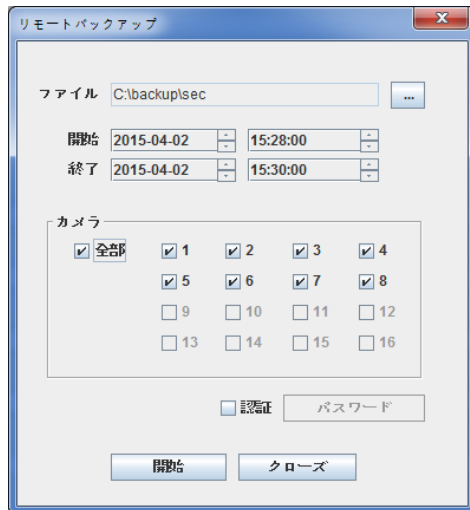 リモートバックアップ
ファイル C:\backup\sec ...
開始 2015-04-02 15:28:00
終了 2015-04-02 15:30:00
カメラ
全部 1 2 3 4
5 6 7 8
9 10 11 12
13 14 15 16
認証 パスワード
開始 クローズ